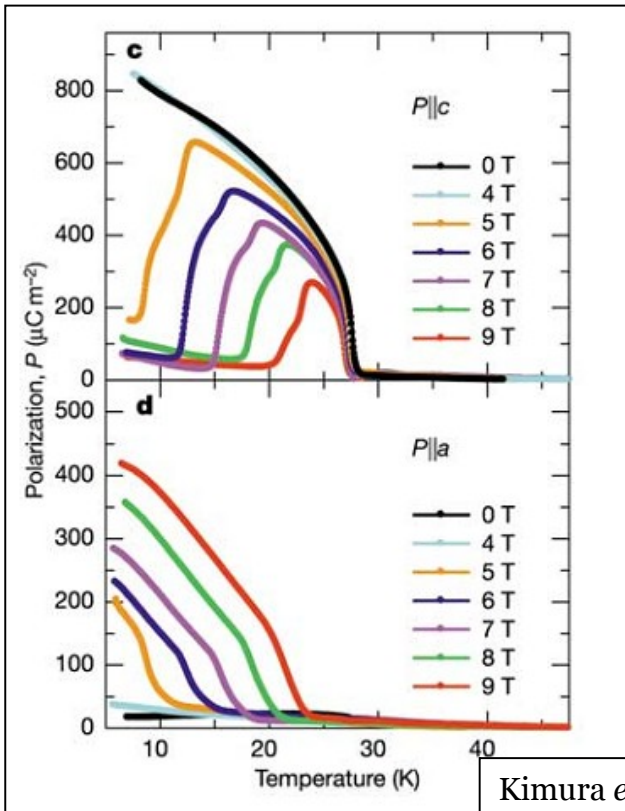 c
800
600
400
200
0
P||c
0 T
4 T
5 T
6 T
7 T
8 T
9 T
Polarization, P (μC m⁻²)
d
500
400
300
200
100
0
P||a
0 T
4 T
5 T
6 T
7 T
8 T
9 T
10 20 30 40
Temperature (K)
Kimura e